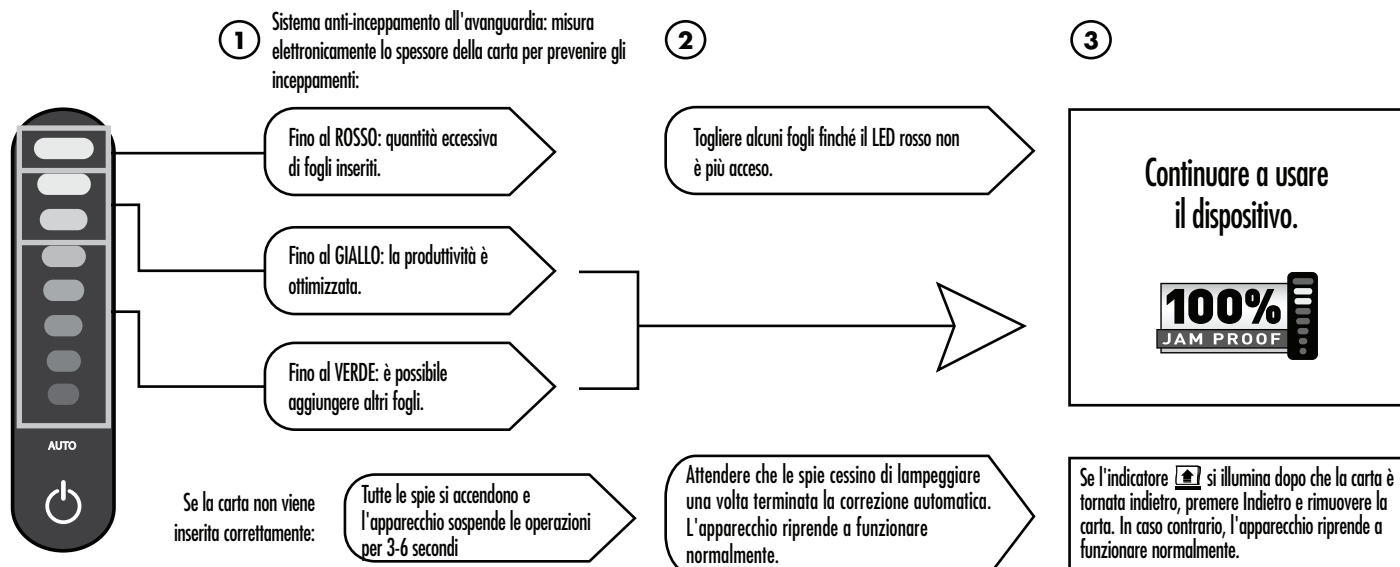 1
Sistema anti-inceppamento all'avanguardia: misura
elettronicamente lo spessore della carta per prevenire gli
inceppamenti:
2
3
Fino al ROSSO: quantità eccessiva
di fogli inseriti.
Togliere alcuni fogli finché il LED rosso non
è più acceso.
Continuare a usare
il dispositivo.
100%
JAM PROOF
Fino al GIALLO: la produttività è
ottimizzata.
Fino al VERDE: è possibile
aggiungere altri fogli.
AUTO
Se la carta non viene
inserita correttamente:
Tutte le spie si accendono e
l'apparecchio sospende le operazioni
per 3-6 secondi
Attendere che le spie cessino di lampeggiare
una volta terminata la correzione automatica.
L'apparecchio riprende a funzionare
normalmente.
Se l'indicatore si illumina dopo che la carta è
tornata indietro, premere Indietro e rimuovere la
carta. In caso contrario, l'apparecchio riprende a
funzionare normalmente.